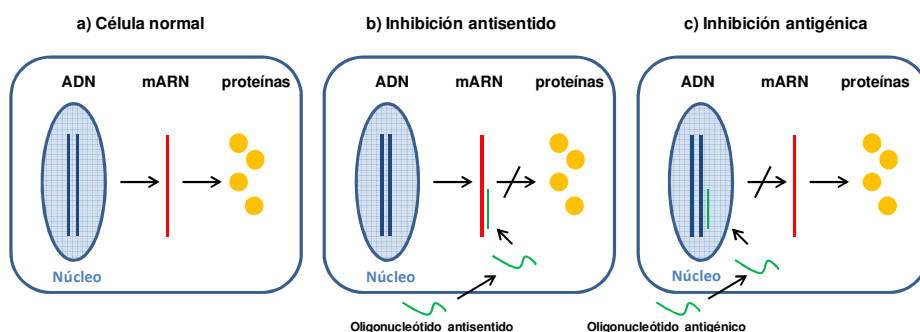 a) Célula normal
b) Inhibición antisentido
c) Inhibición antigénica
ADN mARN proteínas
ADN mARN proteínas
ADN mARN proteínas
Núcleo
Núcleo
Núcleo
Oligonucleótido antisentido
Oligonucleótido antigénico